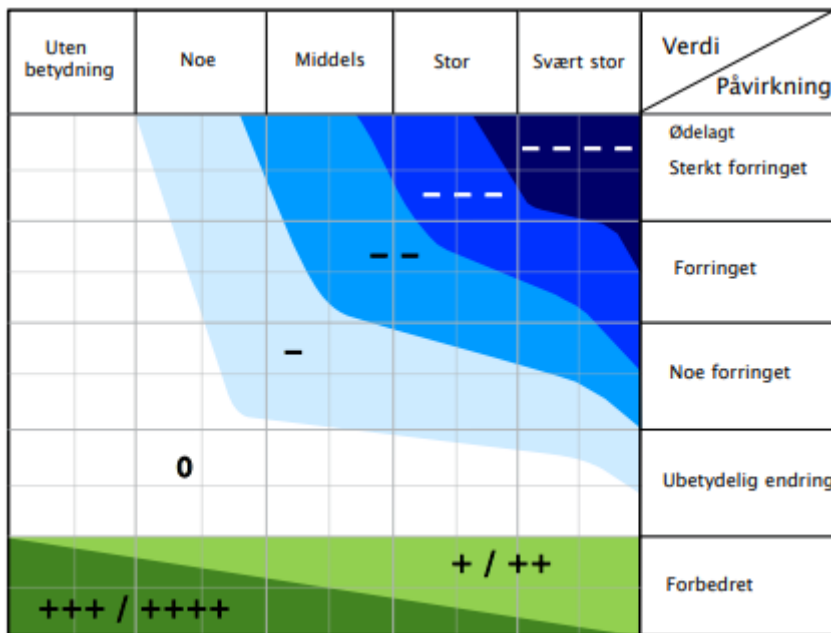 Uten
betydning
Noe
Middels
Stor
Svært stor
Verdi
Påvirkning
Ødelagt
– – – –
Sterkt forringet
– – –
– –
Forringet
–
Noe forringet
0
Ubetydelig endring
+ / ++
Forbedret
+++ / ++++